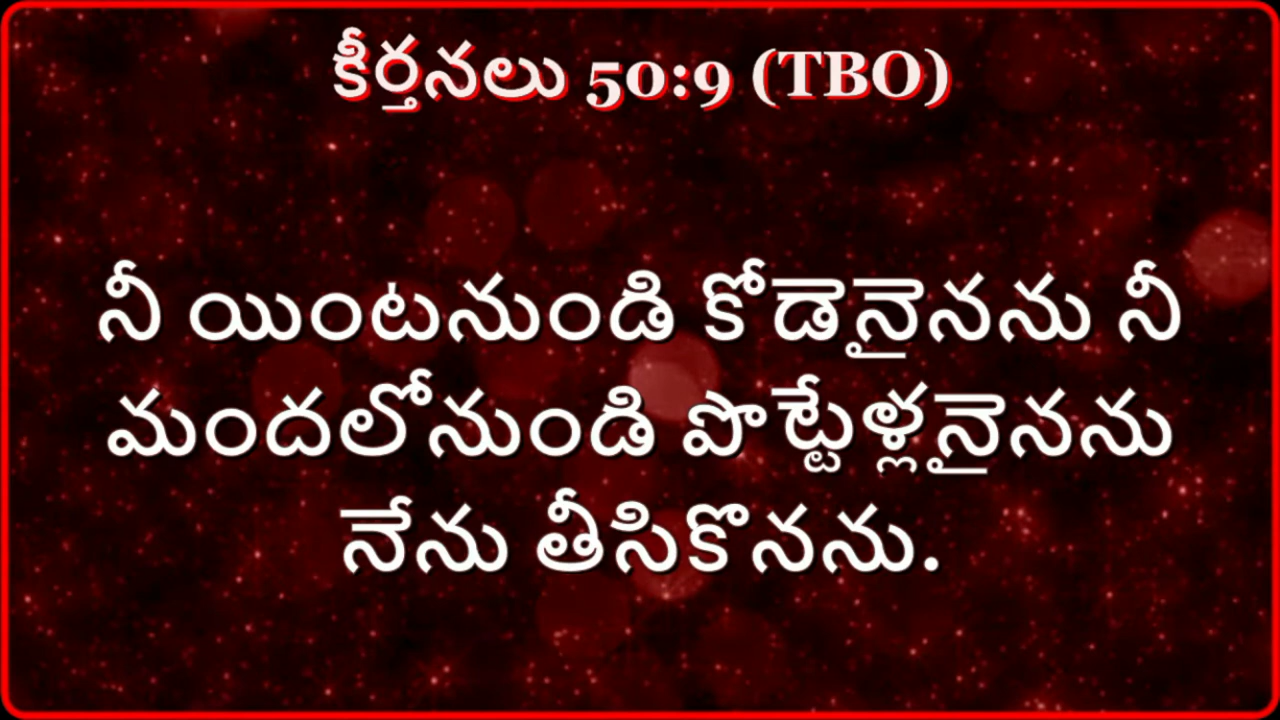 కీర్తనలు 50:9 (TBO)
నీ యింటనుండి కోడెనైనను నీ
మందలోనుండి పొట్టేళ్లనైనను
నేను తీసికొనను.